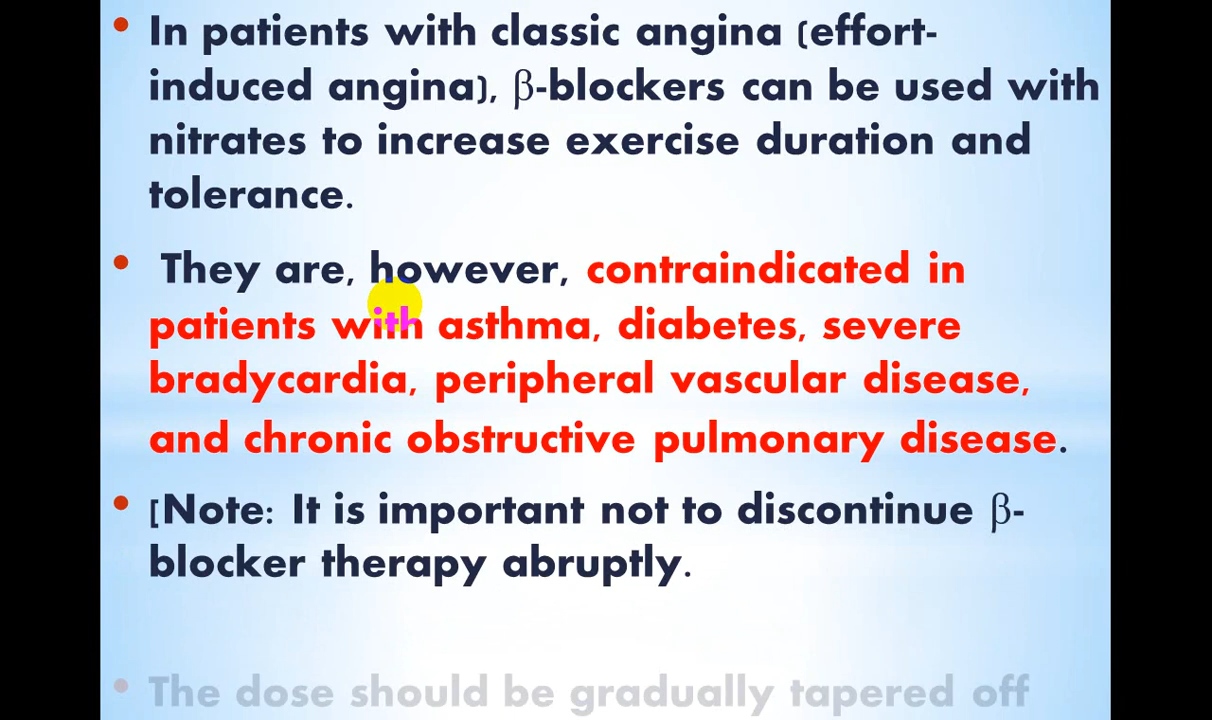 • In patients with classic angina (effort-
induced angina), β-blockers can be used with
nitrates to increase exercise duration and
tolerance.
• They are, however, contraindicated in
patients with asthma, diabetes, severe
bradycardia, peripheral vascular disease,
and chronic obstructive pulmonary disease.
• [Note: It is important not to discontinue β-
blocker therapy abruptly.
• The dose should be gradually tapered off